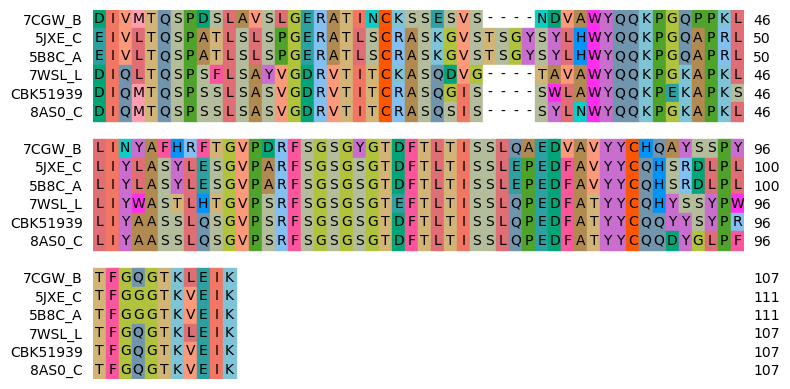 7CGW_B DIVMTQSPDSLAVSLGERATINCKSSESVS----NDVAWYQQKPGQPPKL 46
5JXE_C EIVLTQSPATLSLSPGERATLSCRASKGVSTSGYSYLHWYQQKPGQAPRL 50
5B8C_A EIVLTQSPATLSLSPGERATLSCRASKGVSTSGYSYLHWYQQKPGQAPRL 50
7WSL_L DIQLTQSPSFLSAYVGDRVTITCKASQDVG----TAVAWYQQKPGKAPKL 46
CBK51939 DIQMTQSPSSLSASVGDRVTITCRASQGIS----SWLAWYQQKPEKAPKS 46
8AS0_C DIQMTQSPSSLSASVGDRVTITCRASQSIS----SYLNWYQQKPGKAPKL 46
7CGW_B LINYAFHRFTGVPDRFSGSGYGTDFTLTISSLQAEDVAVYYCHQAYSSPY 96
5JXE_C LIYLASYLESGVPARFSGSGSGTDFTLTISSLEPEDFAVYYCQHSRDLPL 100
5B8C_A LIYLASYLESGVPARFSGSGSGTDFTLTISSLEPEDFAVYYCQHSRDLPL 100
7WSL_L LIYWASTLHTGVPSRFSGSGSGTEFTLTISSLQPEDFATYYCQHYSSYPW 96
CBK51939 LIYAASSLQSGVPSRFSGSGSGTDFTLTISSLQPEDFATYYCQQYYSYPR 96
8AS0_C LIYAASSLQSGVPSRFSGSGSGTDFTLTISSLQPEDFATYYCQQDYGLPF 96
7CGW_B TFGQGTKLEIK 107
5JXE_C TFGGGTKVEIK 111
5B8C_A TFGGGTKVEIK 111
7WSL_L TFGQGTKLEIK 107
CBK51939 TFGQGTKVEIK 107
8AS0_C TFGQGTKVEIK 107